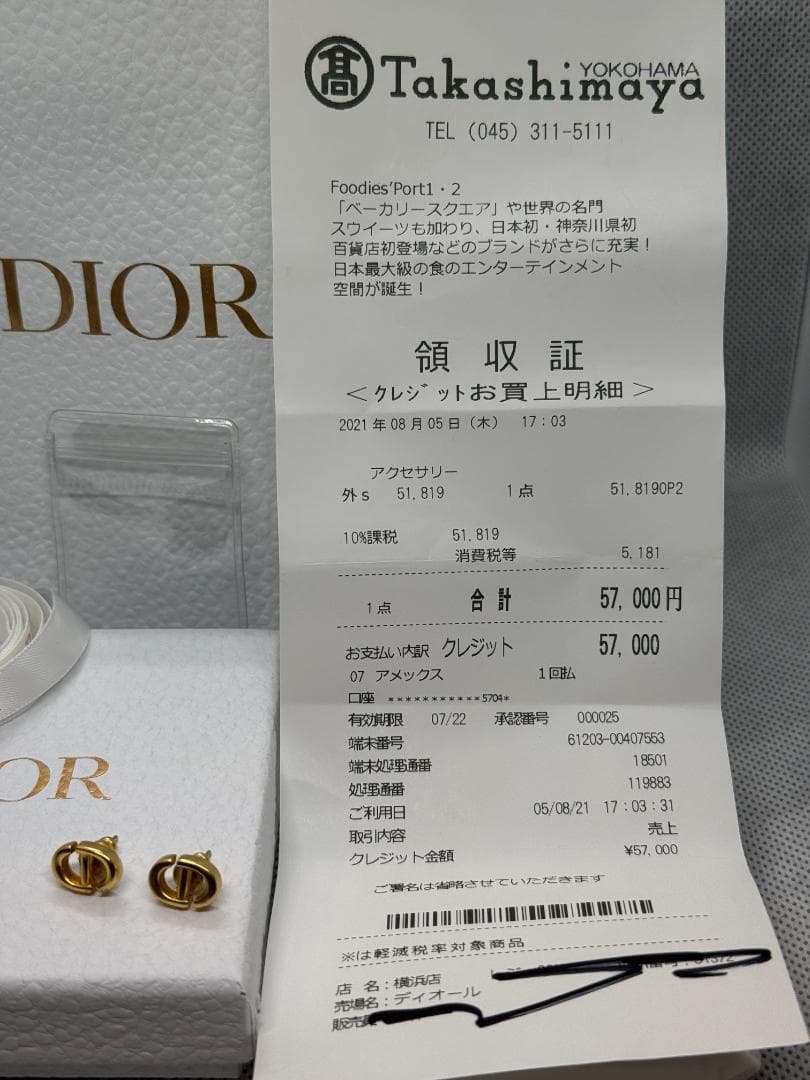 DIOR
OR
髙 Takashimaya
YOKOHAMA
TEL (045) 311-5111
Foodies'Port1・2
「ベーカリースクエア」や世界の名門
スウイーツも加わり、日本初・神奈川県初
百貨店初登場などのブランドがさらに充実！
日本最大級の食のエンターテインメント
空間が誕生！
領収証
＜クレジットお買上明細＞
2021年08月05日（木） 17:03
アクセサリー
外s 51,819 1点 51,8190P2
10%課税 51,819
消費税等 5,181
1点 合計 57,000円
お支払い内訳 クレジット 57,000
07 アメックス 1回払
口座 ***********5704*
有効期限 07/22 承認番号 000025
端末番号 61203-00407553
端末処理通番 18501
処理通番 119883
ご利用日 05/08/21 17:03:31
取引内容 売上
クレジット金額 ¥57,000
ご署名は省略させていただきます
※は軽減税率対象商品
店 名：横浜店
売場名：ディオール
販売